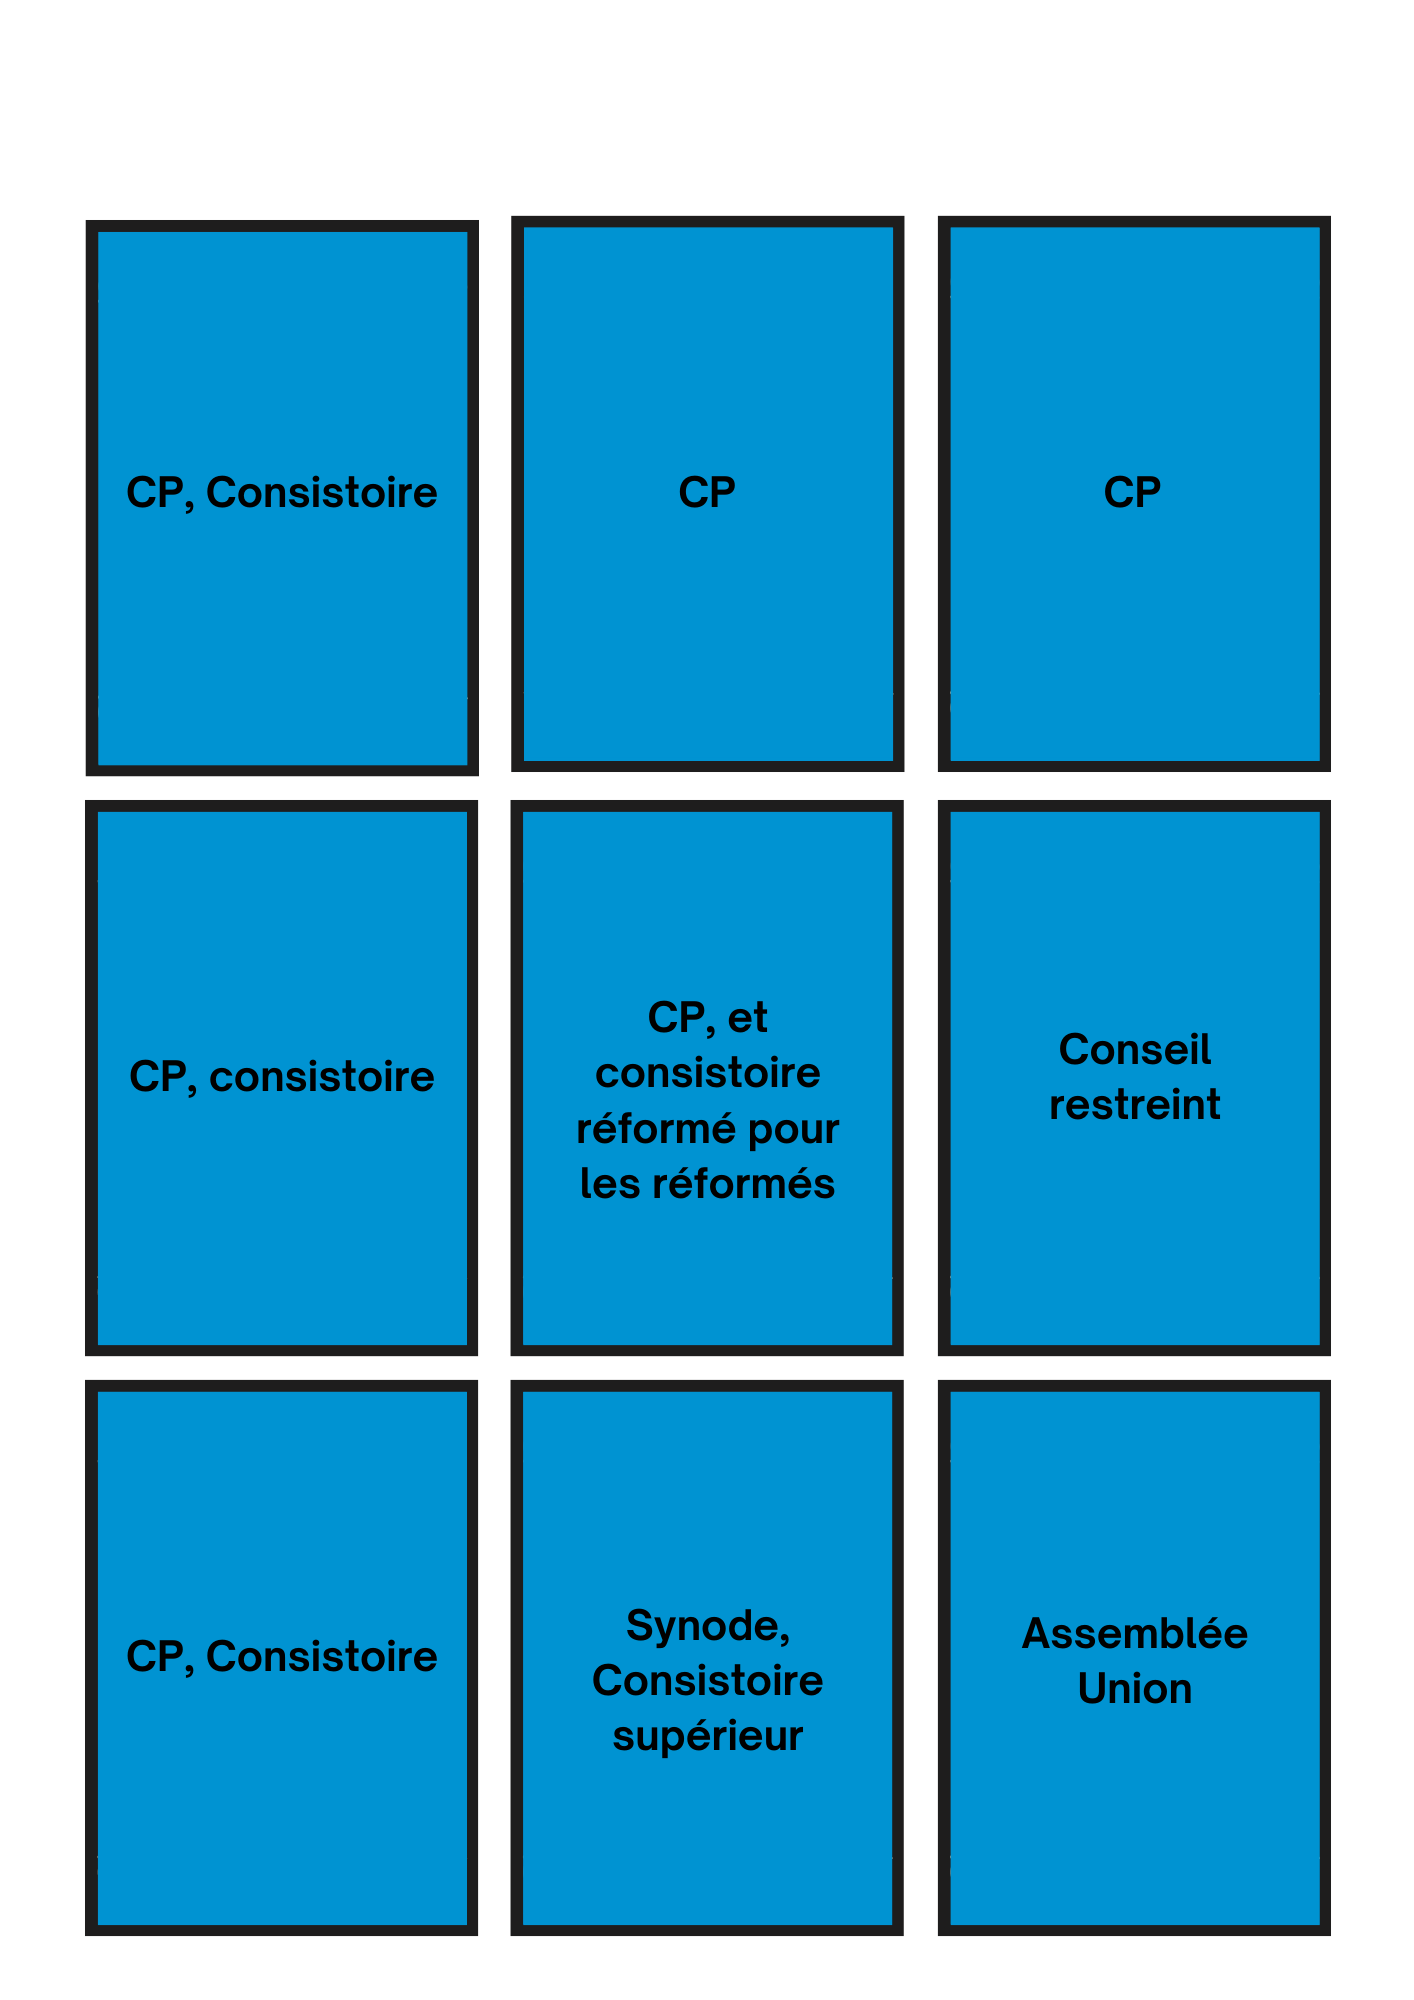 CP, Consistoire
CP
CP
CP, consistoire
CP, et
consistoire
réformé pour
les réformés
Conseil
restreint
CP, Consistoire
Synode,
Consistoire
supérieur
Assemblée
Union